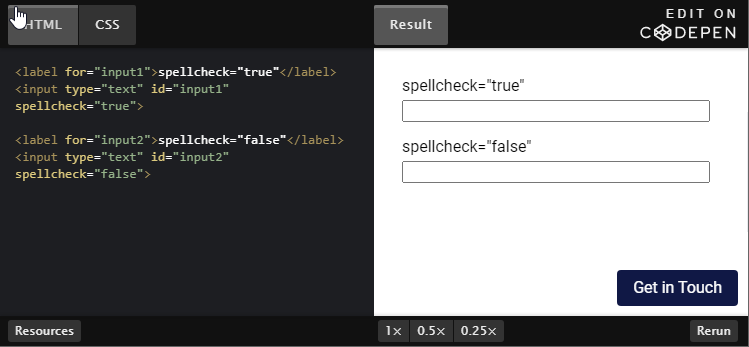 HTML
CSS
Result
EDIT ON
CODEPEN
<label for="input1">spellcheck="true"</label>
<input type="text" id="input1"
spellcheck="true">
<label for="input2">spellcheck="false"</label>
<input type="text" id="input2"
spellcheck="false">
spellcheck="true"
spellcheck="false"
Get in Touch
Resources
1×
0.5×
0.25×
Rerun